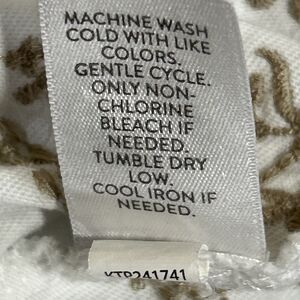 MACHINE WASH
COLD WITH LIKE
COLORS.
GENTLE CYCLE.
ONLY NON-
CHLORINE
BLEACH IF
NEEDED.
TUMBLE DRY
LOW.
COOL IRON IF
NEEDED.
KTP241741